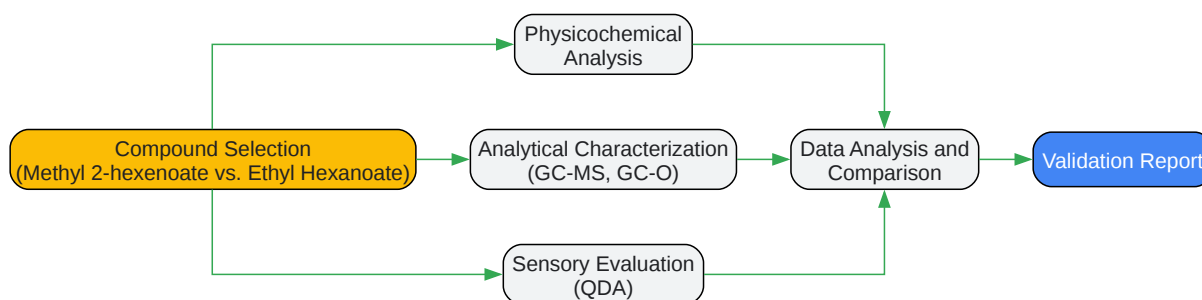 Physicochemical
Analysis
Compound Selection
(Methyl 2-hexenoate vs. Ethyl Hexanoate)
Analytical Characterization
(GC-MS, GC-O)
Data Analysis and
Comparison
Validation Report
Sensory Evaluation
(QDA)